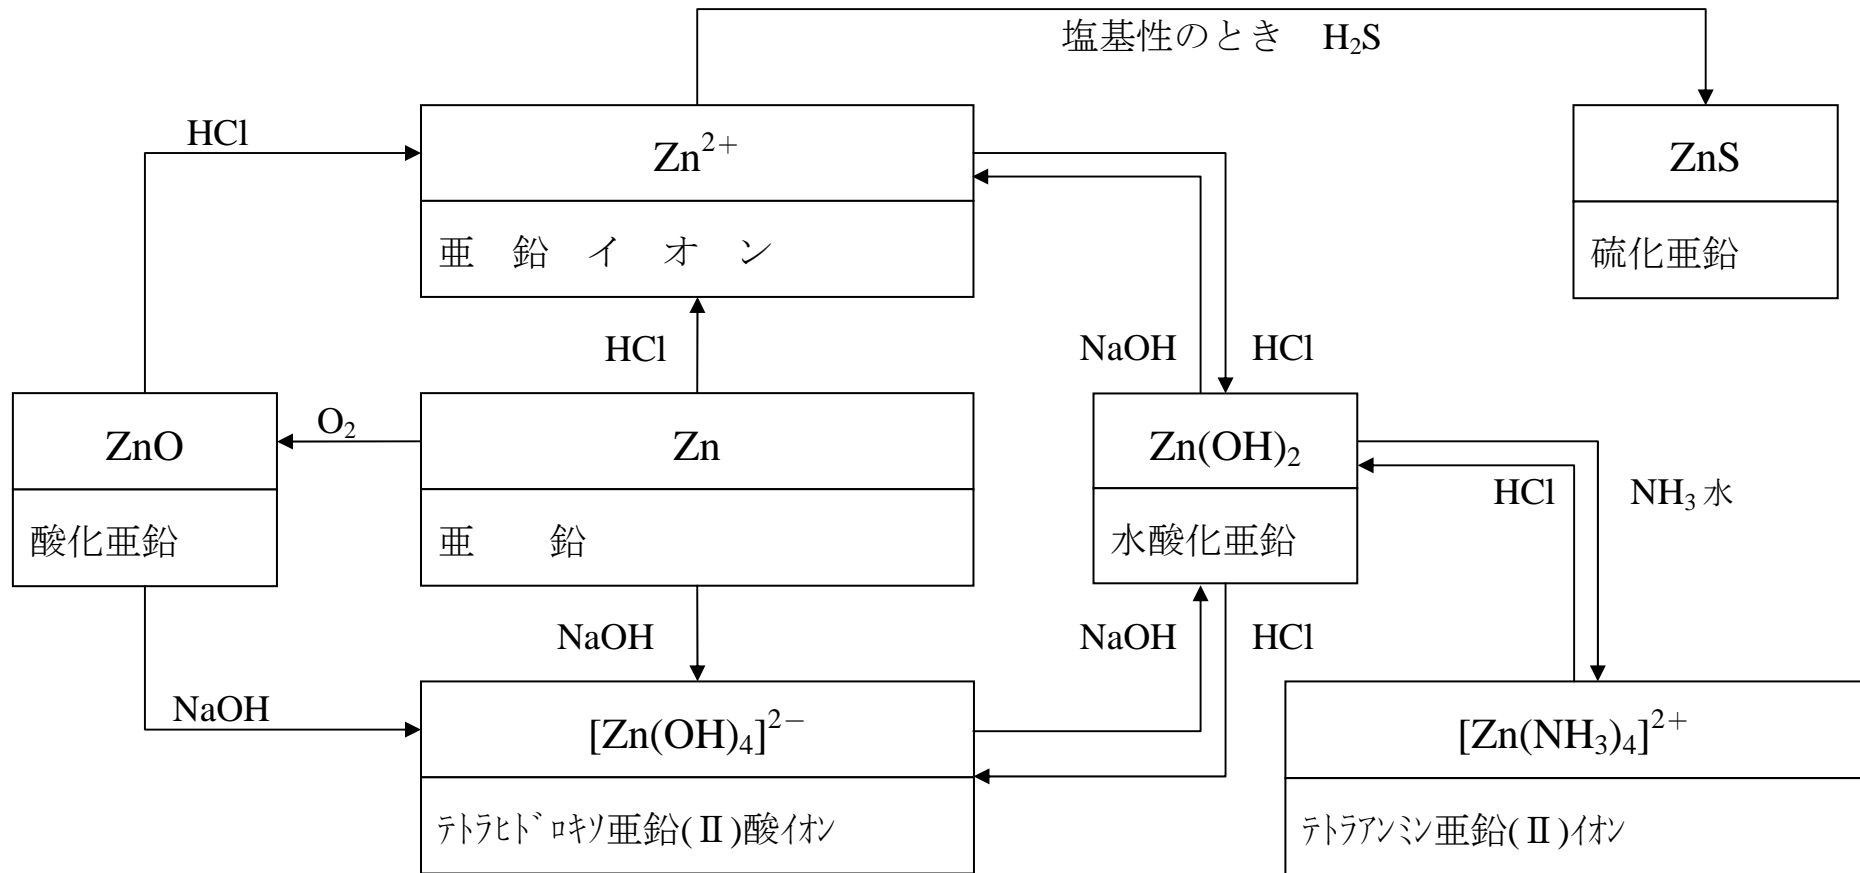 塩基性のとき　H₂S
HCl
Zn²⁺
ZnS
亜　鉛　イ　オ　ン
硫化亜鉛
HCl
NaOH
HCl
ZnO
O₂
Zn
Zn(OH)₂
HCl
NH₃水
酸化亜鉛
亜　　鉛
水酸化亜鉛
NaOH
NaOH
HCl
NaOH
[Zn(OH)₄]²⁻
[Zn(NH₃)₄]²⁺
ﾃﾄﾗﾋﾄﾞﾛｷｿ亜鉛(Ⅱ)酸ｲｵﾝ
ﾃﾄﾗｱﾝﾐﾝ亜鉛(Ⅱ)ｲｵﾝ